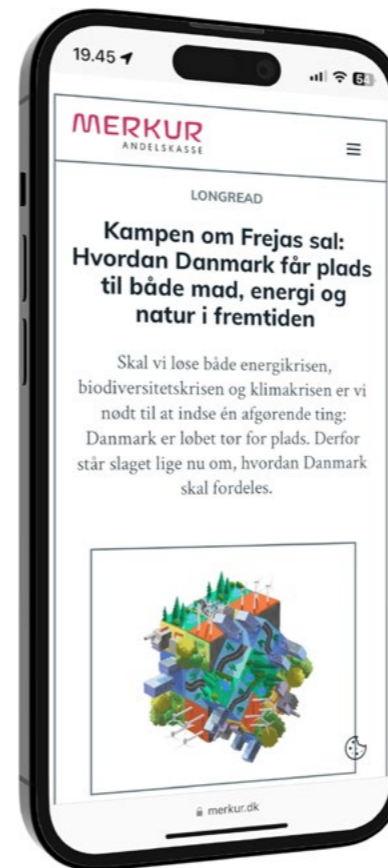 19.45
54
MERKUR
ANDELSKASSE
LONGREAD
Kampen om Frejas sal:
Hvordan Danmark får plads
til både mad, energi og
natur i fremtiden
Skal vi løse både energikrisen,
biodiversitetskrisen og klimakrisen er vi
nødt til at indse én afgørende ting:
Danmark er løbet tør for plads. Derfor
står slaget lige nu om, hvordan Danmark
skal fordeles.
merkur.dk